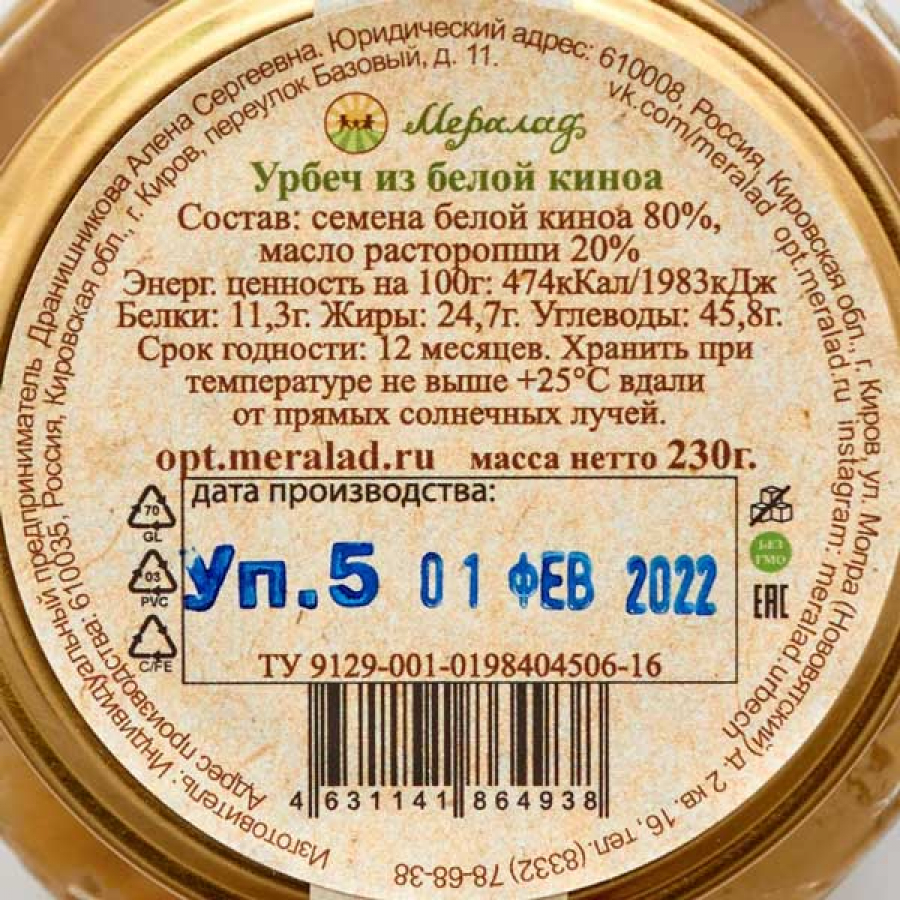 Изготовитель: Индивидуальный предприниматель Дранишникова Алёна Сергеевна. Юридический адрес: 610008, Россия, Кировская обл., г. Киров, ул. Мопра (Нововятский) д. 2 кв. 16, тел. (8332) 78-68-38
Адрес производства: 610035, Россия, Кировская обл., г. Киров, переулок Базовый, д. 11.
vk.com/meralad opt.meralad.ru instagram: meralad urbech
Мералад
Урбеч из белой киноа
Состав: семена белой киноа 80%,
масло расторопши 20%
Энерг. ценность на 100г: 474кКал/1983кДж
Белки: 11,3г. Жиры: 24,7г. Углеводы: 45,8г.
Срок годности: 12 месяцев. Хранить при
температуре не выше +25°С вдали
от прямых солнечных лучей.
opt.meralad.ru масса нетто 230г.
дата производства:
Уп.5 01 ФЕВ 2022
ТУ 9129-001-0198404506-16
70
GL
03
PVC
C/FE
БЕЗ
ГМО
EAC
4 631141 864938